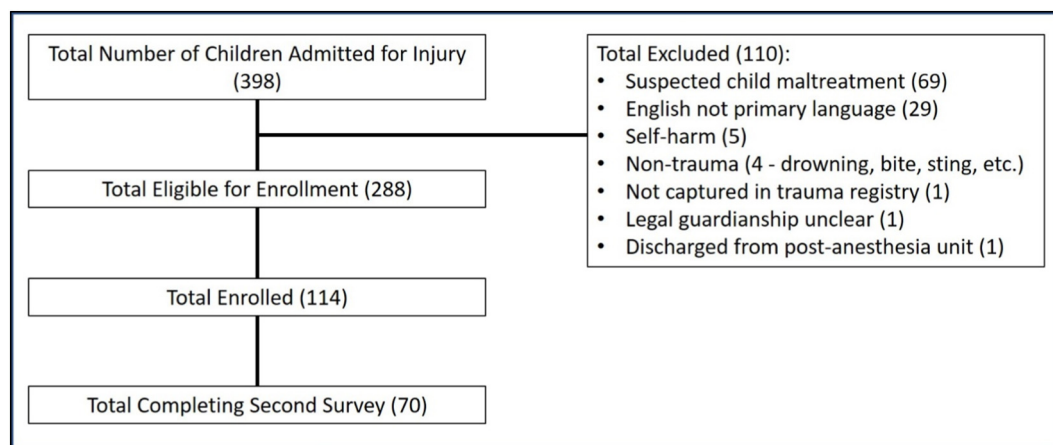 Total Number of Children Admitted for Injury
(398)
Total Excluded (110):
• Suspected child maltreatment (69)
• English not primary language (29)
• Self-harm (5)
• Non-trauma (4 - drowning, bite, sting, etc.)
• Not captured in trauma registry (1)
• Legal guardianship unclear (1)
• Discharged from post-anesthesia unit (1)
Total Eligible for Enrollment (288)
Total Enrolled (114)
Total Completing Second Survey (70)